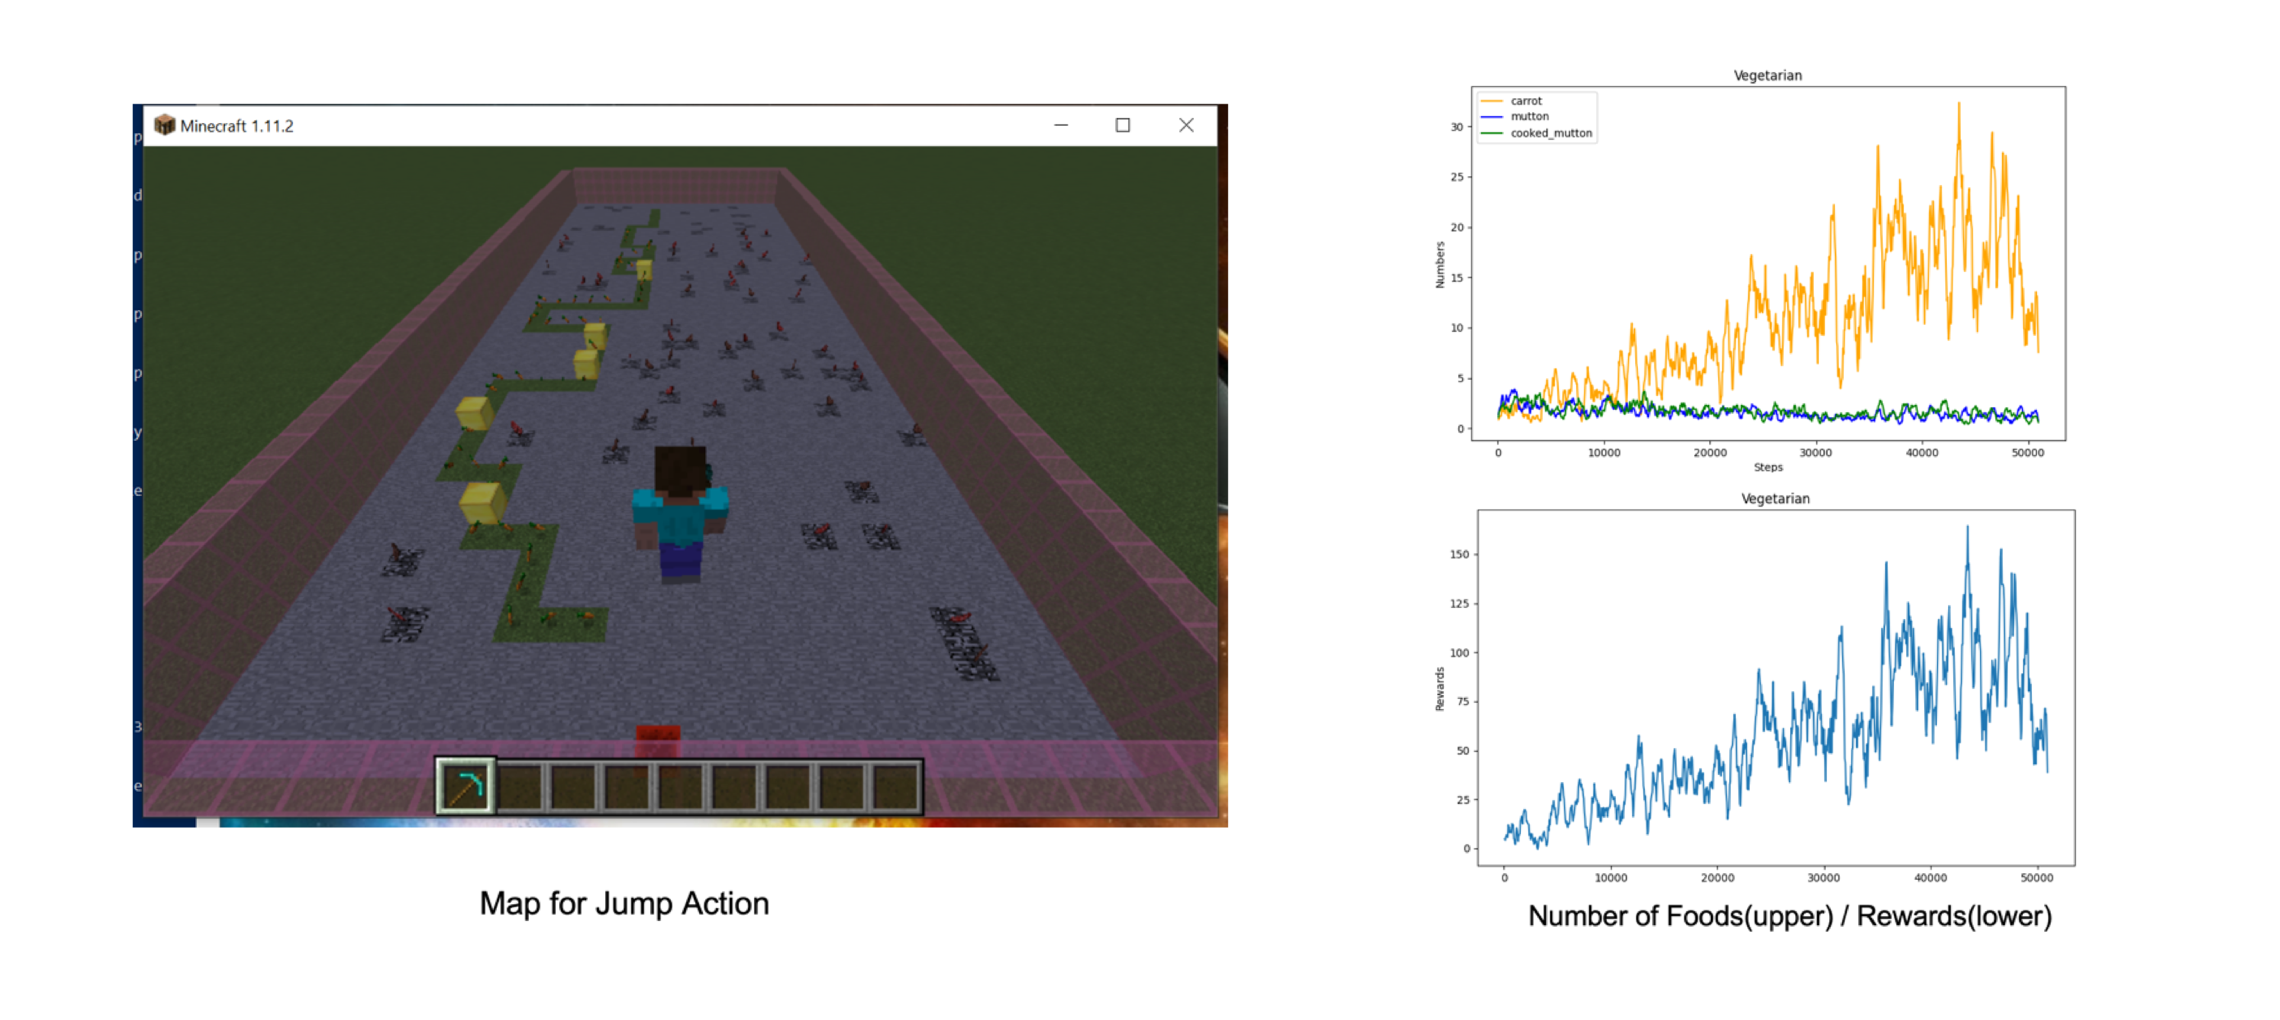 Minecraft 1.11.2
p
d
p
p
p
y
e
3
e
Map for Jump Action
Vegetarian
carrot
mutton
cooked_mutton
Numbers
30
25
20
15
10
5
0
0 10000 20000 30000 40000 50000
Steps
Vegetarian
Rewards
150
125
100
75
50
25
0
0 10000 20000 30000 40000 50000
Number of Foods(upper) / Rewards(lower)